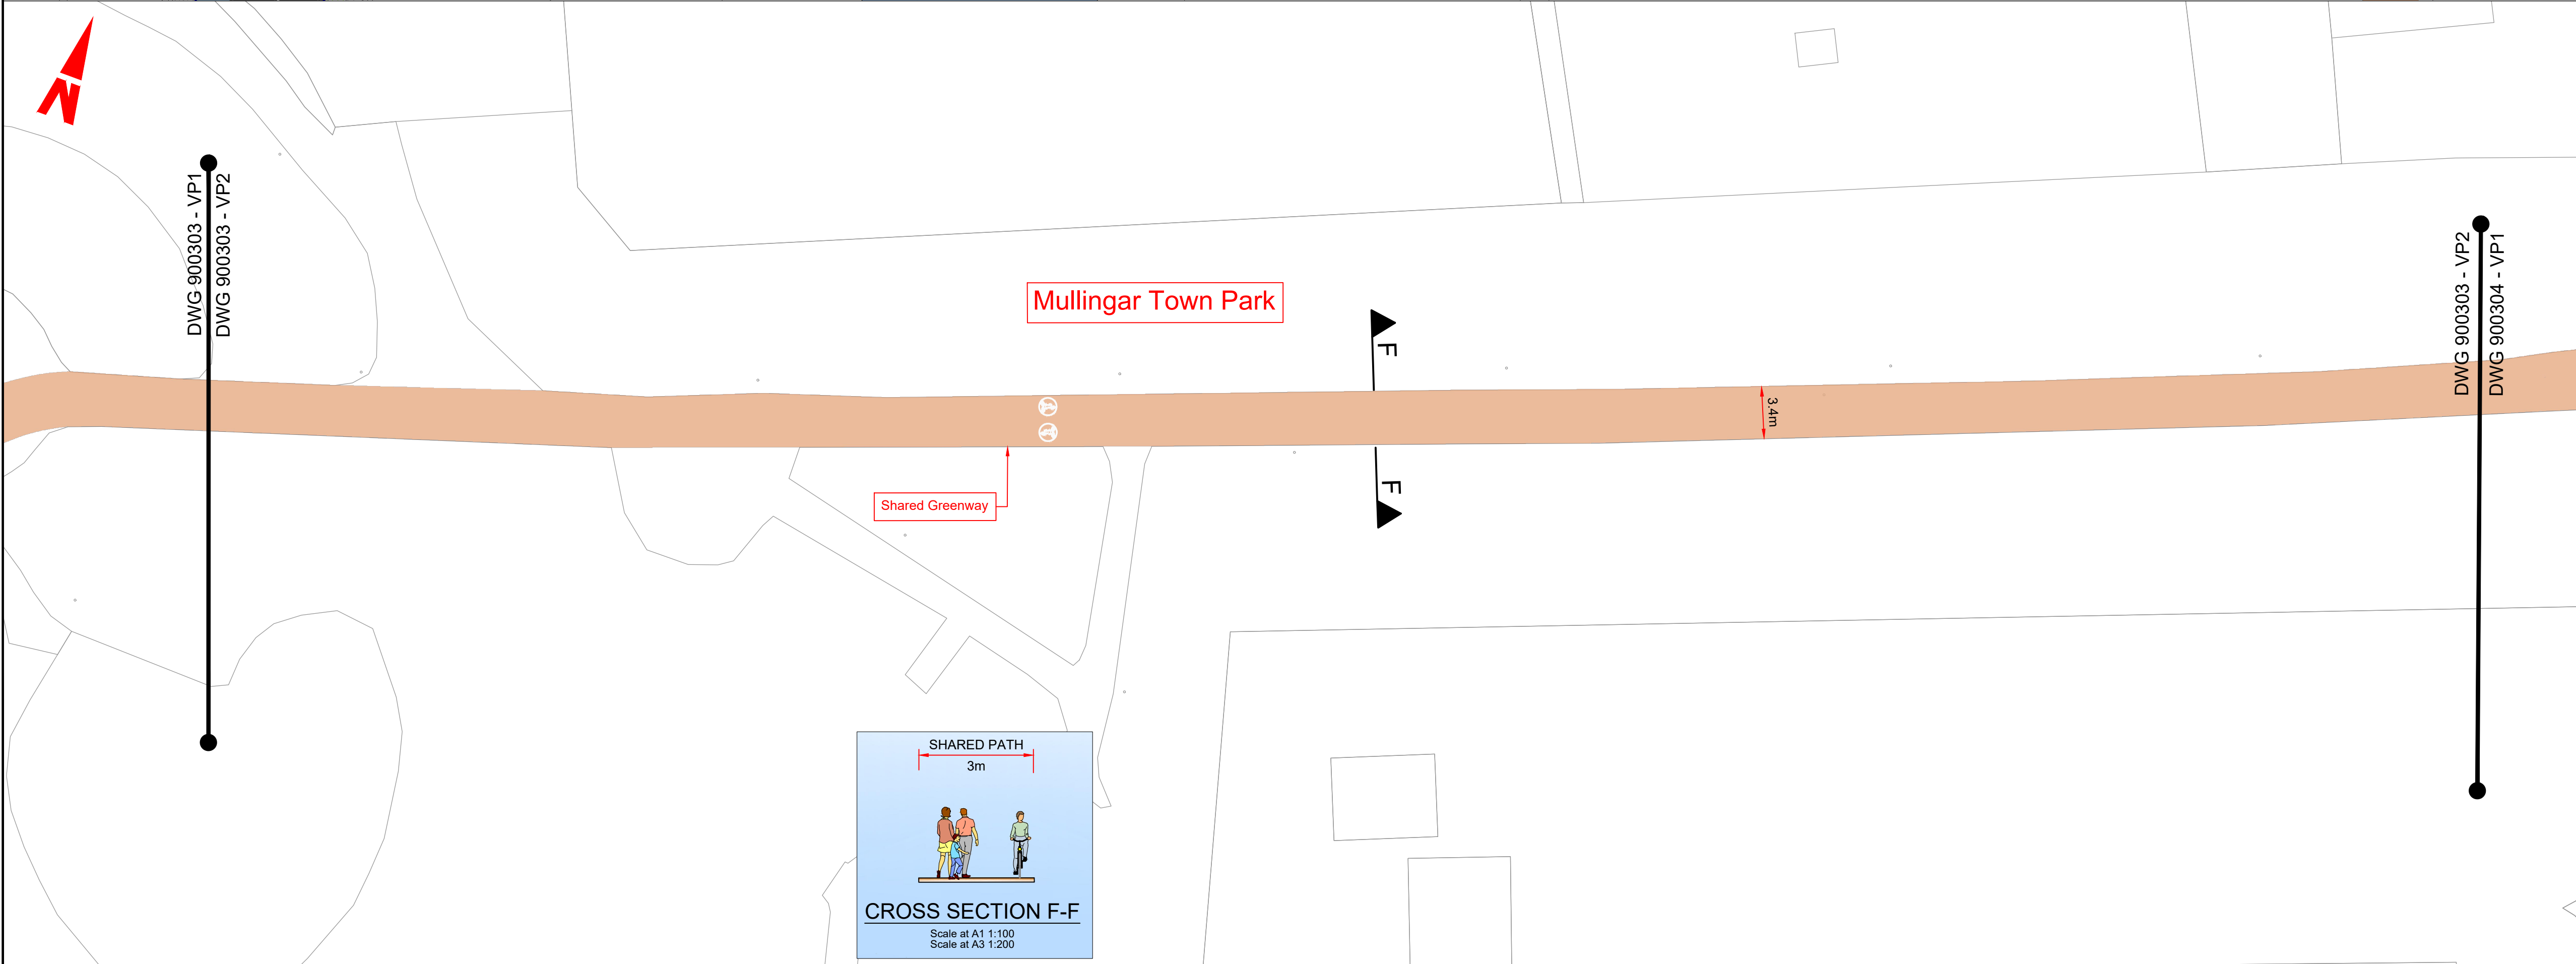 N
DWG 900303 - VP1
DWG 900303 - VP2
Mullingar Town Park
F
F
3.4m
DWG 900303 - VP2
DWG 900304 - VP1
Shared Greenway
SHARED PATH
3m
CROSS SECTION F-F
Scale at A1 1:100
Scale at A3 1:200